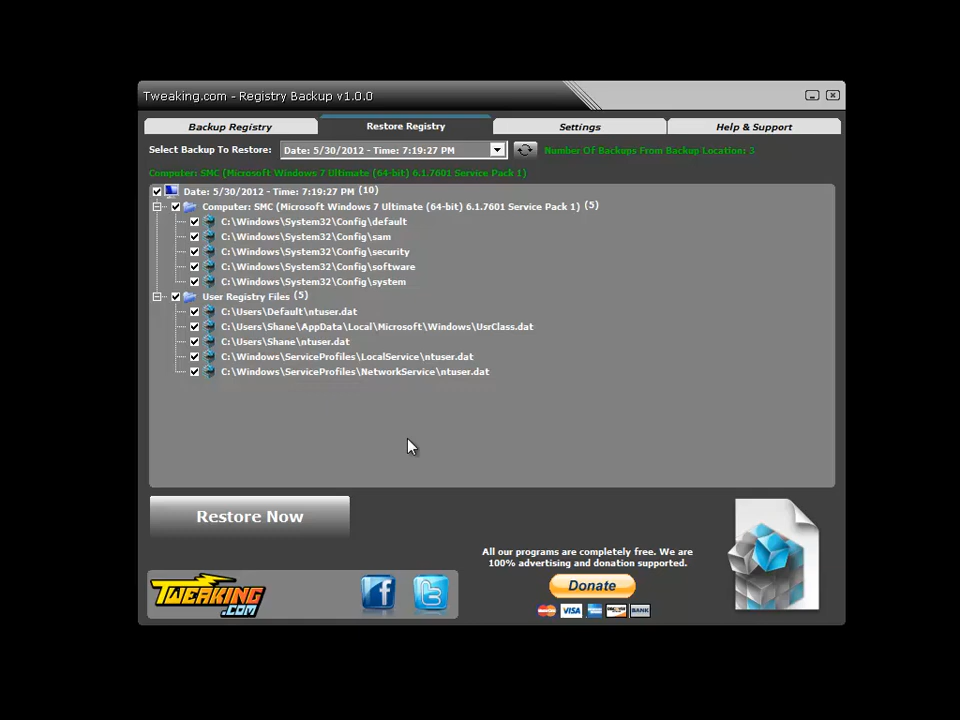 Tweaking.com - Registry Backup v1.0.0
Backup Registry
Restore Registry
Settings
Help & Support
Select Backup To Restore:
Date: 5/30/2012 - Time: 7:19:27 PM
Number Of Backups From Backup Location: 3
Computer: SMC (Microsoft Windows 7 Ultimate (64-bit) 6.1.7601 Service Pack 1)
Date: 5/30/2012 - Time: 7:19:27 PM (10)
Computer: SMC (Microsoft Windows 7 Ultimate (64-bit) 6.1.7601 Service Pack 1) (5)
C:\Windows\System32\Config\default
C:\Windows\System32\Config\sam
C:\Windows\System32\Config\security
C:\Windows\System32\Config\software
C:\Windows\System32\Config\system
User Registry Files (5)
C:\Users\Default\ntuser.dat
C:\Users\Shane\AppData\Local\Microsoft\Windows\UsrClass.dat
C:\Users\Shane\ntuser.dat
C:\Windows\ServiceProfiles\LocalService\ntuser.dat
C:\Windows\ServiceProfiles\NetworkService\ntuser.dat
Restore Now
All our programs are completely free. We are
100% advertising and donation supported.
Donate
VISA
BANK
TWEAKING
.COM